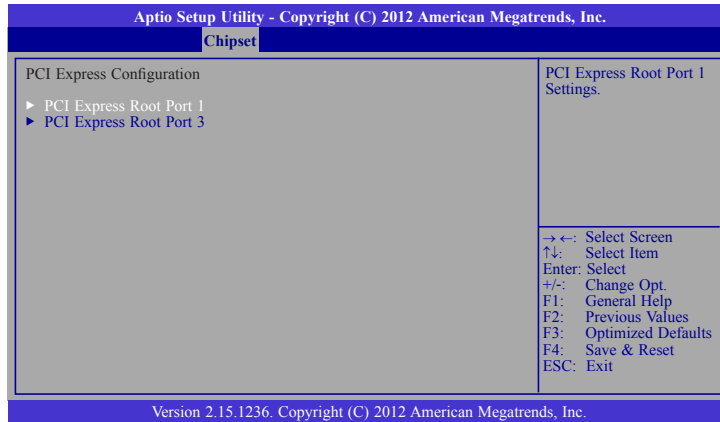 Aptio Setup Utility - Copyright (C) 2012 American Megatrends, Inc.
Chipset
PCI Express Configuration
► PCI Express Root Port 1
► PCI Express Root Port 3
PCI Express Root Port 1
Settings.
→ ←: Select Screen
↑↓: Select Item
Enter: Select
+/-: Change Opt.
F1: General Help
F2: Previous Values
F3: Optimized Defaults
F4: Save & Reset
ESC: Exit
Version 2.15.1236. Copyright (C) 2012 American Megatrends, Inc.